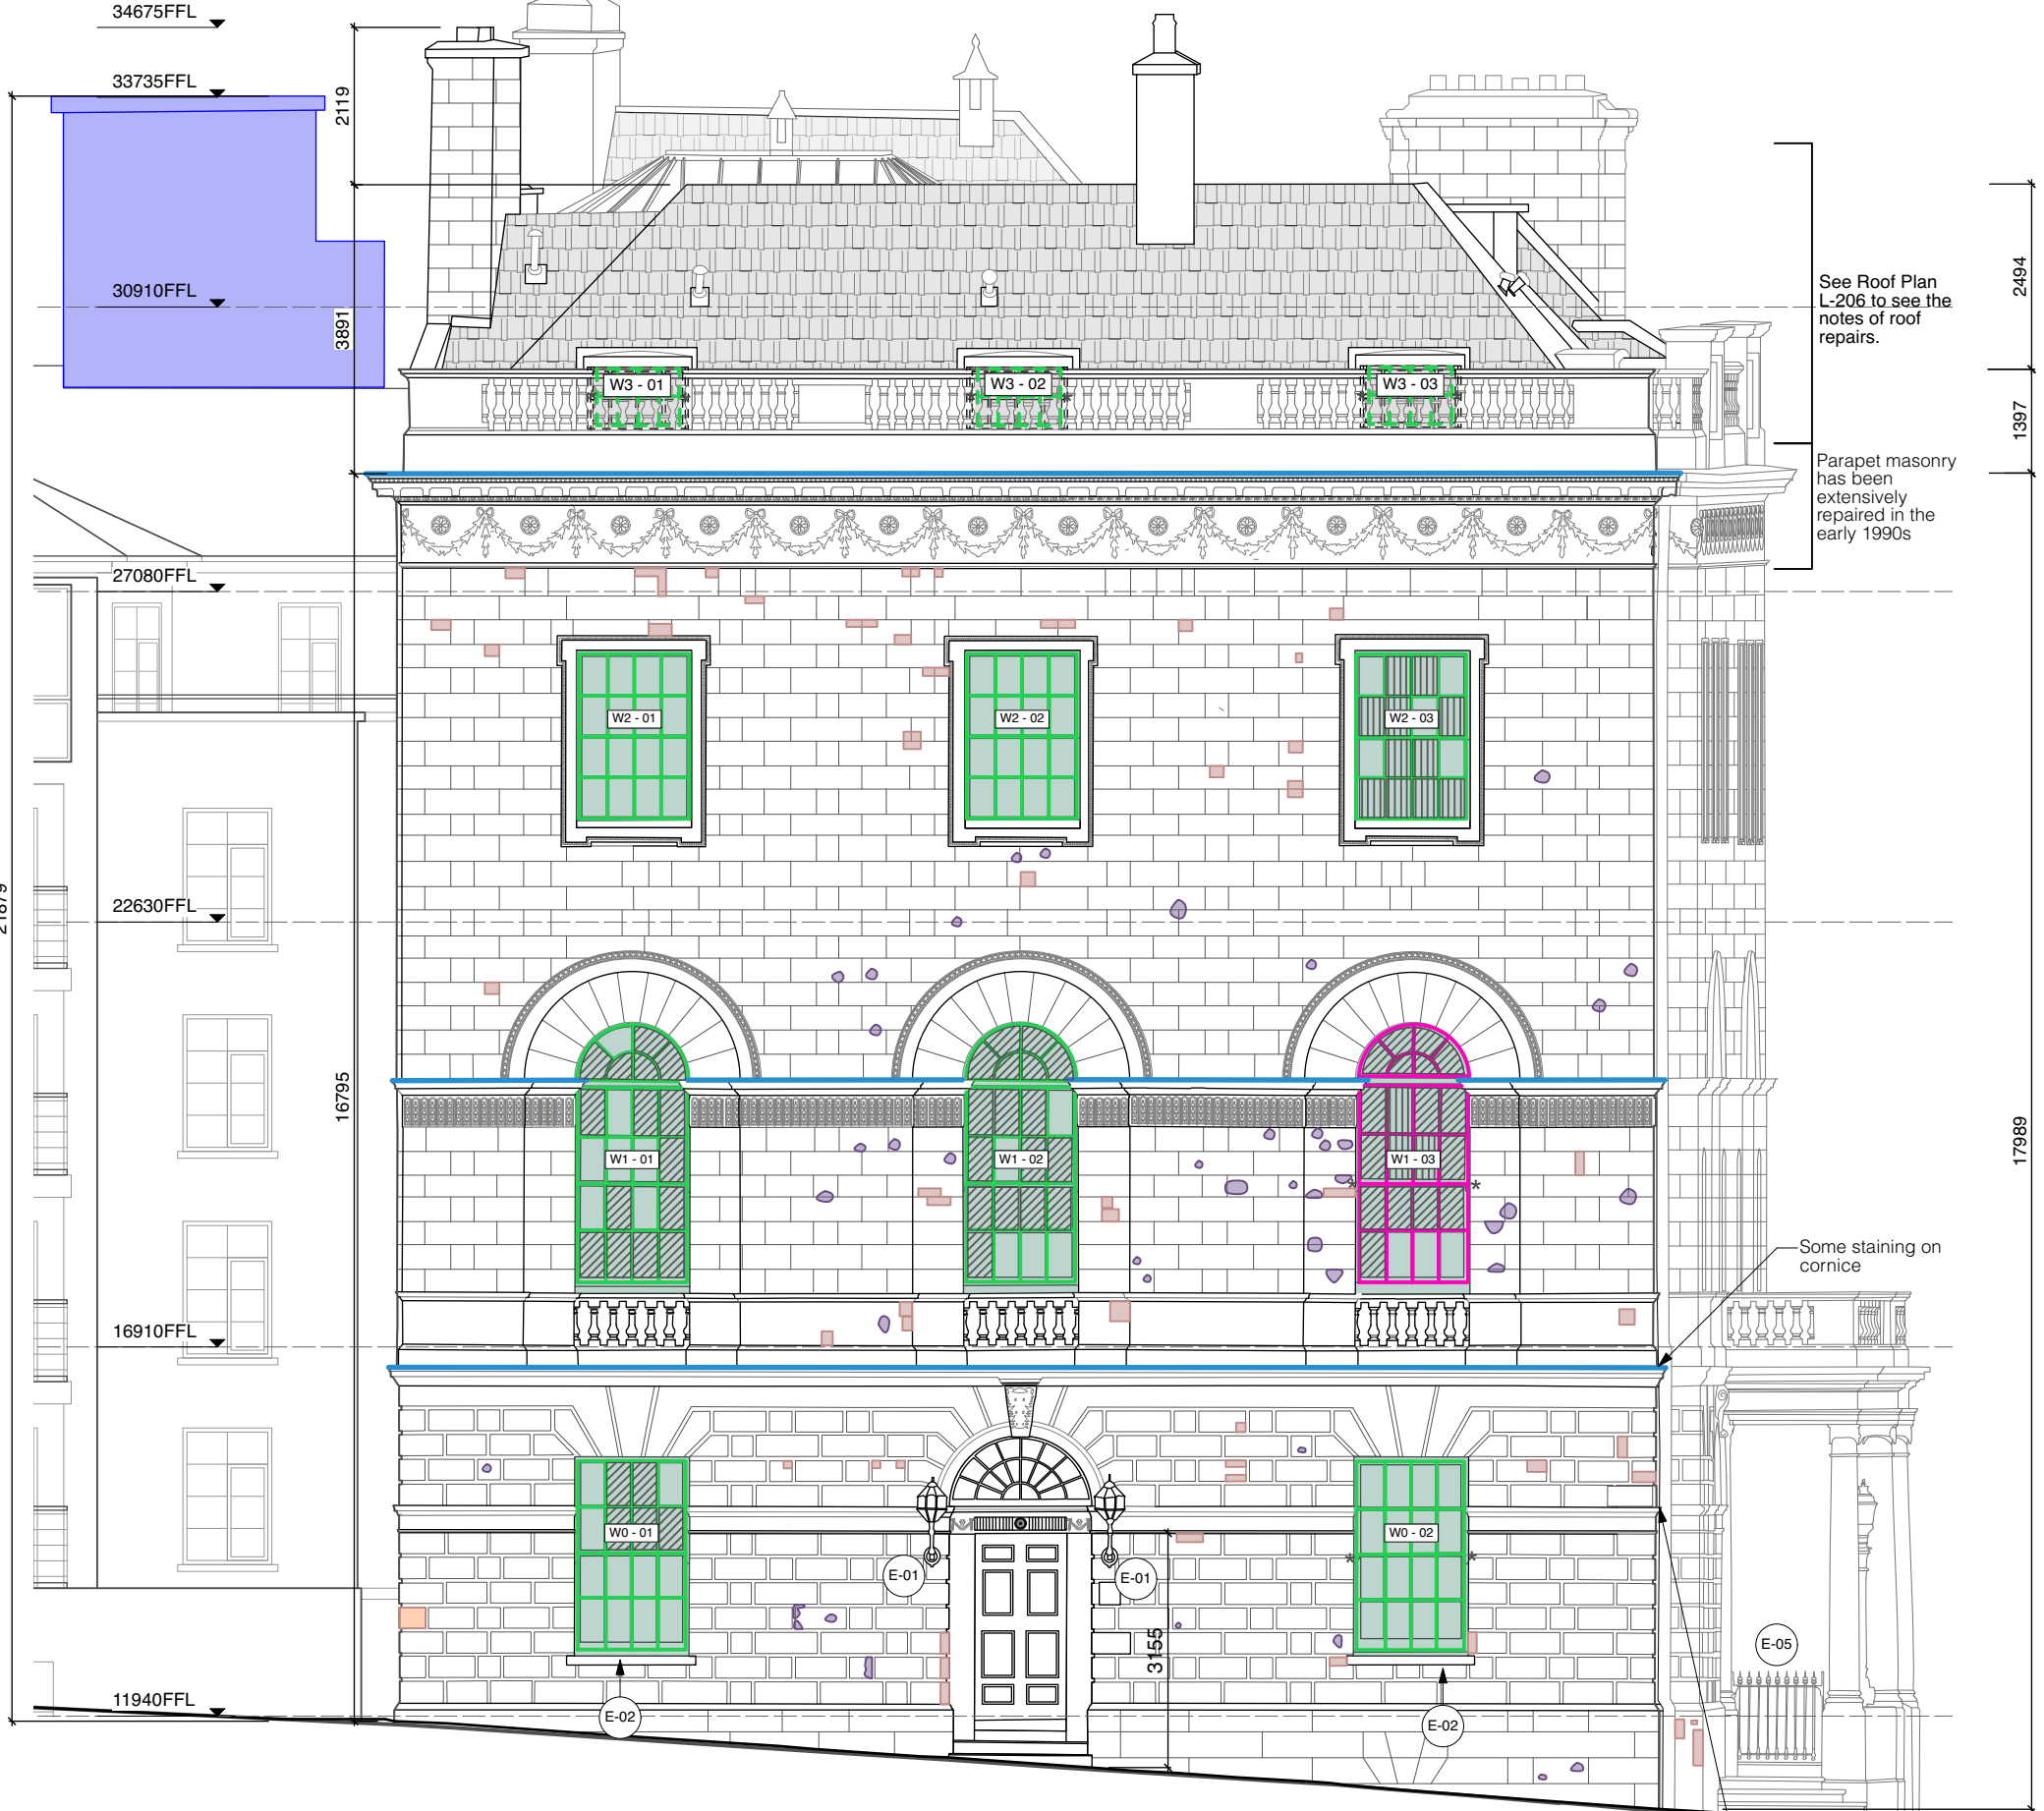 34675FFL
33735FFL
2119
30910FFL
3891
2494
See Roof Plan
L-206 to see the
notes of roof
repairs.
W3 - 01
W3 - 02
W3 - 03
1397
Parapet masonry
has been
extensively
repaired in the
early 1990s
27080FFL
W2 - 01
W2 - 02
W2 - 03
22630FFL
16795
17989
W1 - 01
W1 - 02
W1 - 03
*
*
Some staining on
cornice
16910FFL
W0 - 01
W0 - 02
*
*
E-01
E-01
3155
E-05
11940FFL
E-02
E-02